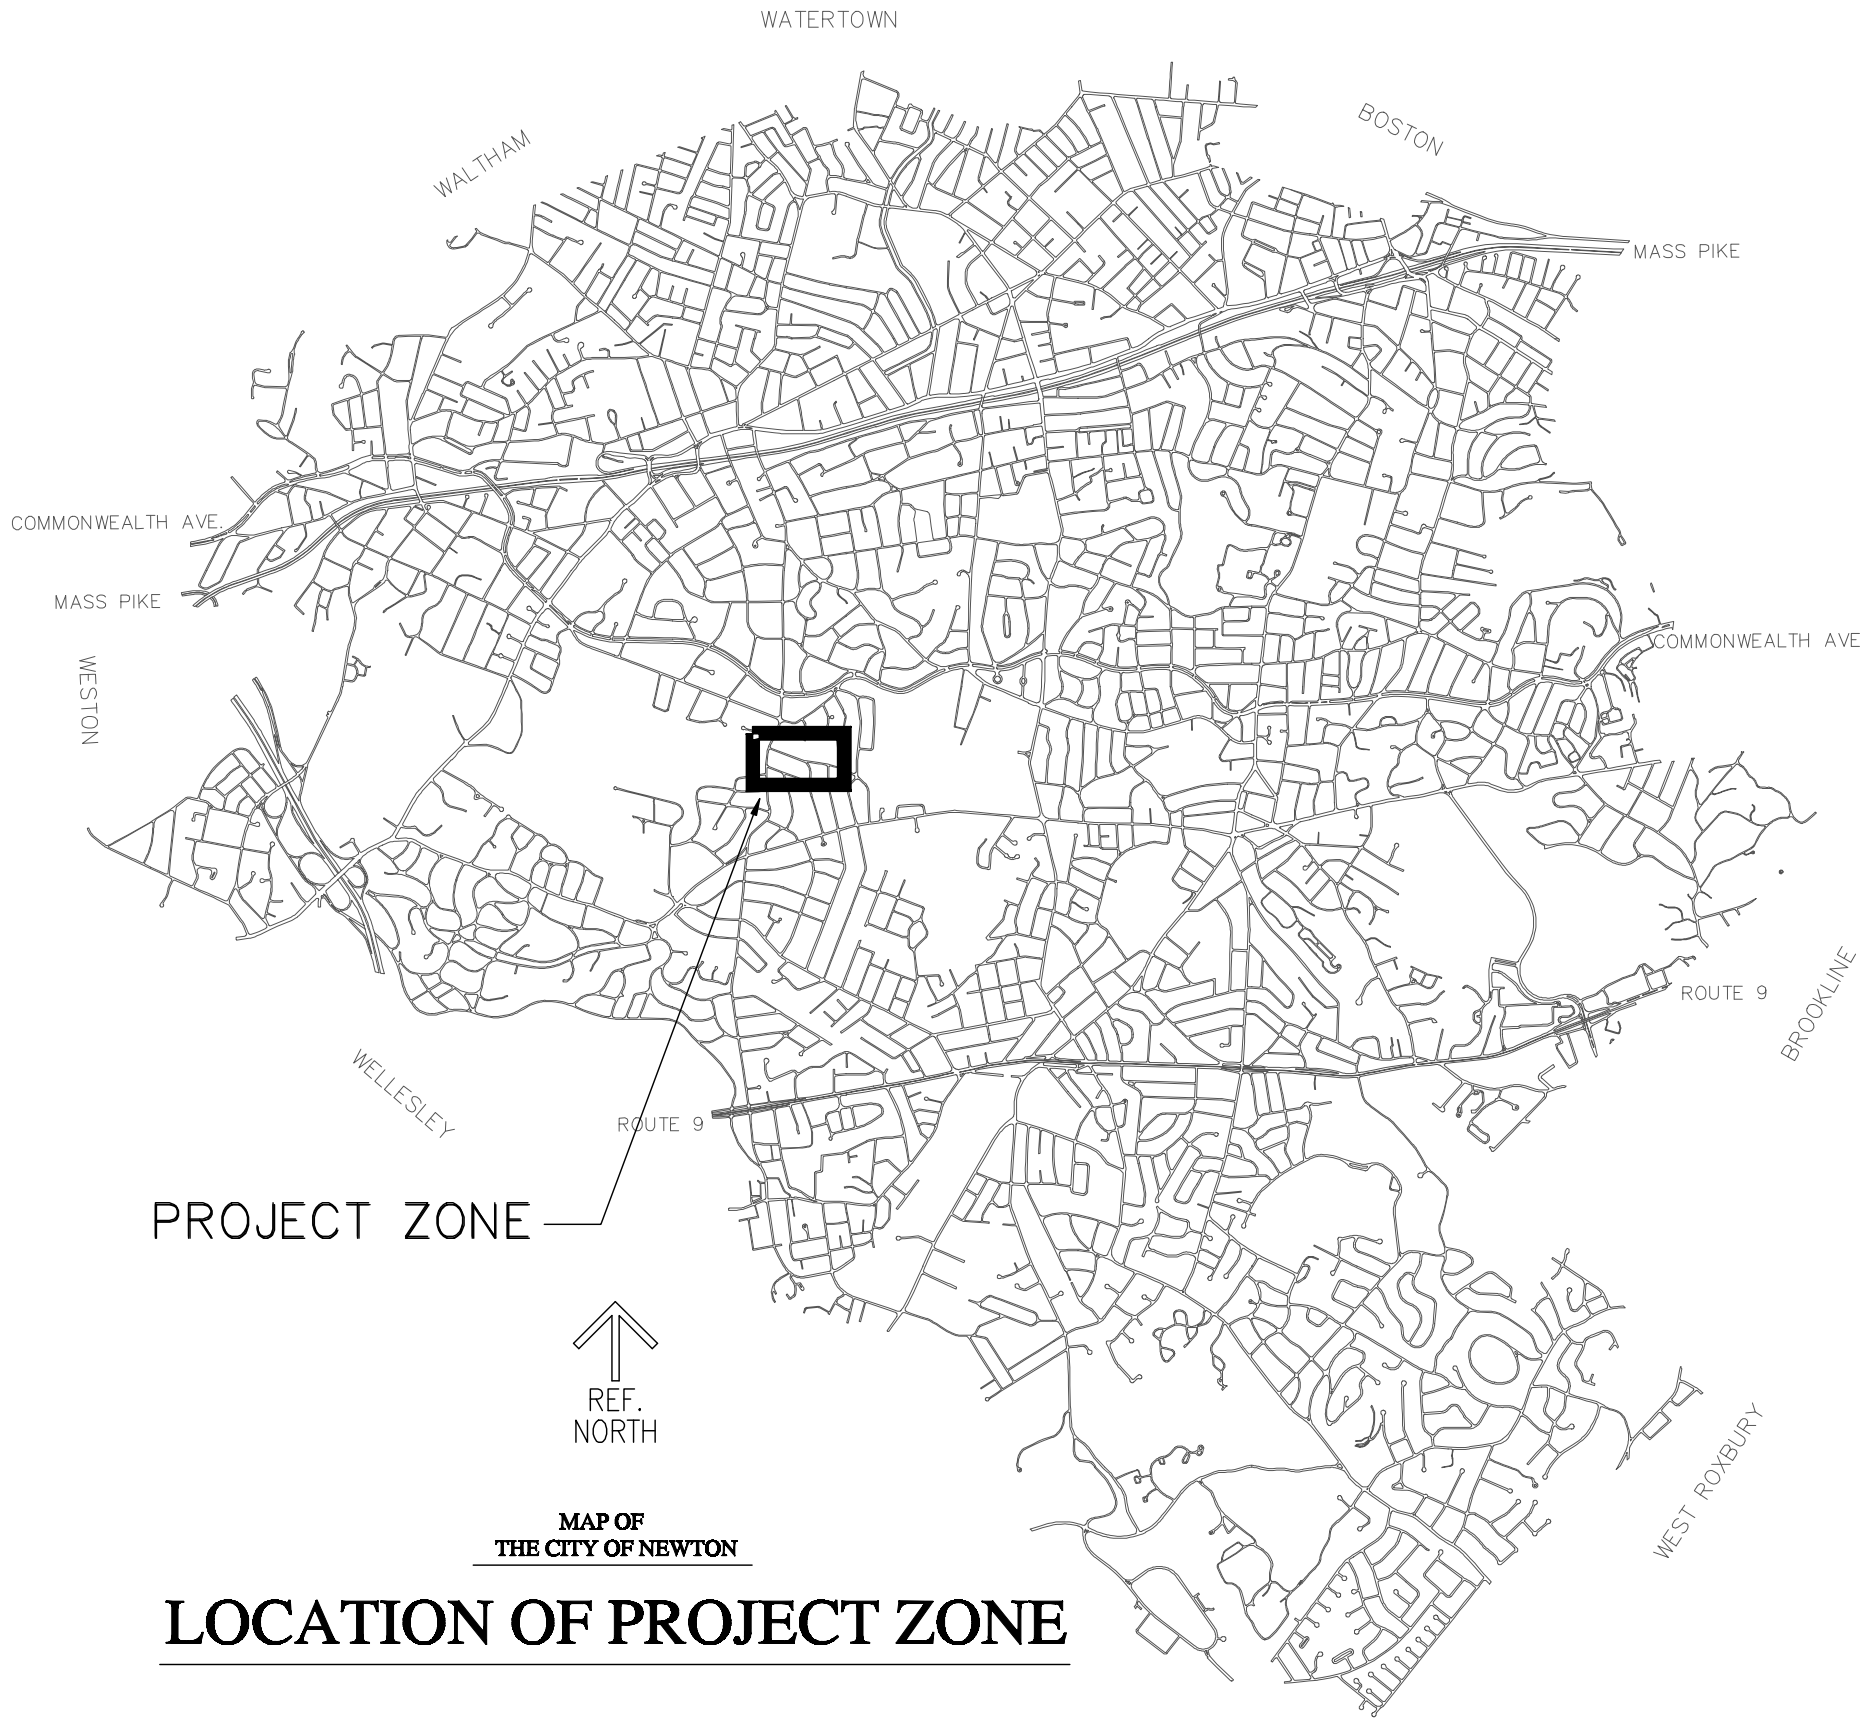 WATERTOWN
BOSTON
WALTHAM
MASS PIKE
COMMONWEALTH AVE.
MASS PIKE
COMMONWEALTH AVE
WESTON
BROOKLINE
ROUTE 9
WELLESLEY
ROUTE 9
PROJECT ZONE
REF.
NORTH
WEST ROXBURY
MAP OF
THE CITY OF NEWTON
LOCATION OF PROJECT ZONE